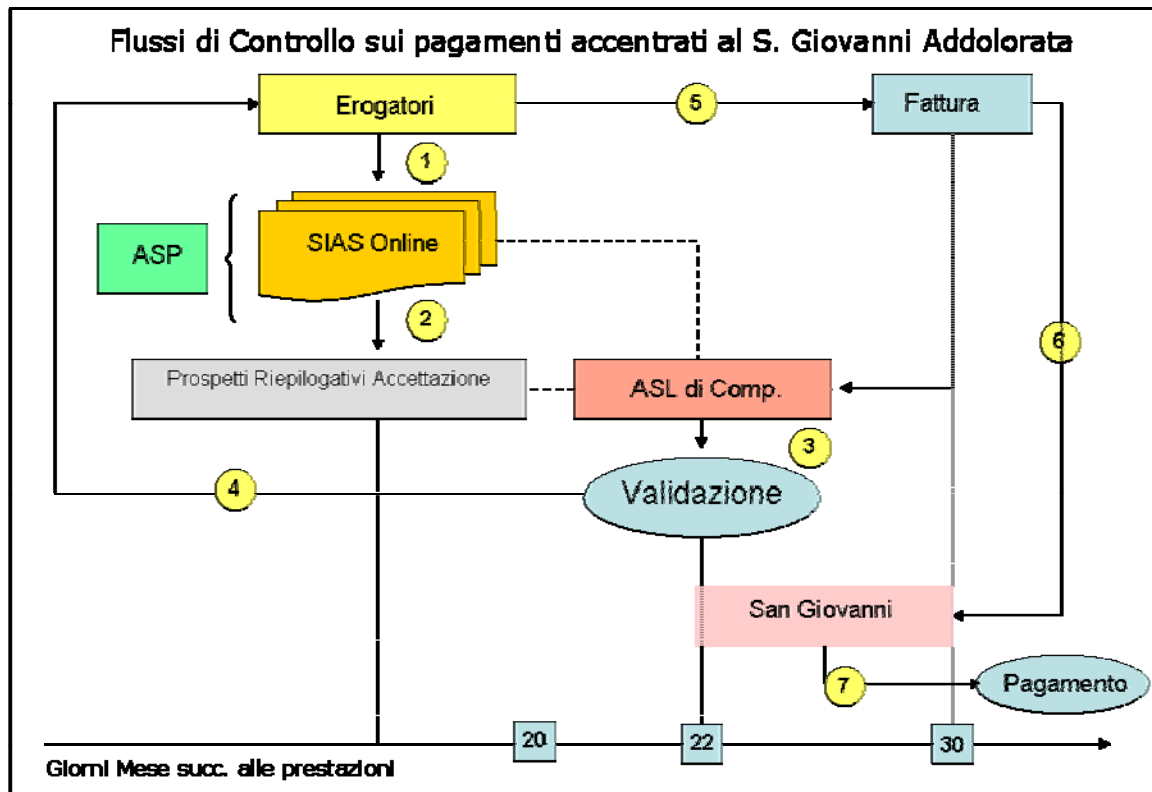 Flussi di Controllo sui pagamenti accentrati al S. Giovanni Addolorata
Erogatori
5
Fattura
1
ASP
SIAS Online
2
6
Prospetti Riepilogativi Accettazione
ASL di Comp.
3
4
Validazione
San Giovanni
7
Pagamento
20
22
30
Giorni Mese succ. alle prestazioni